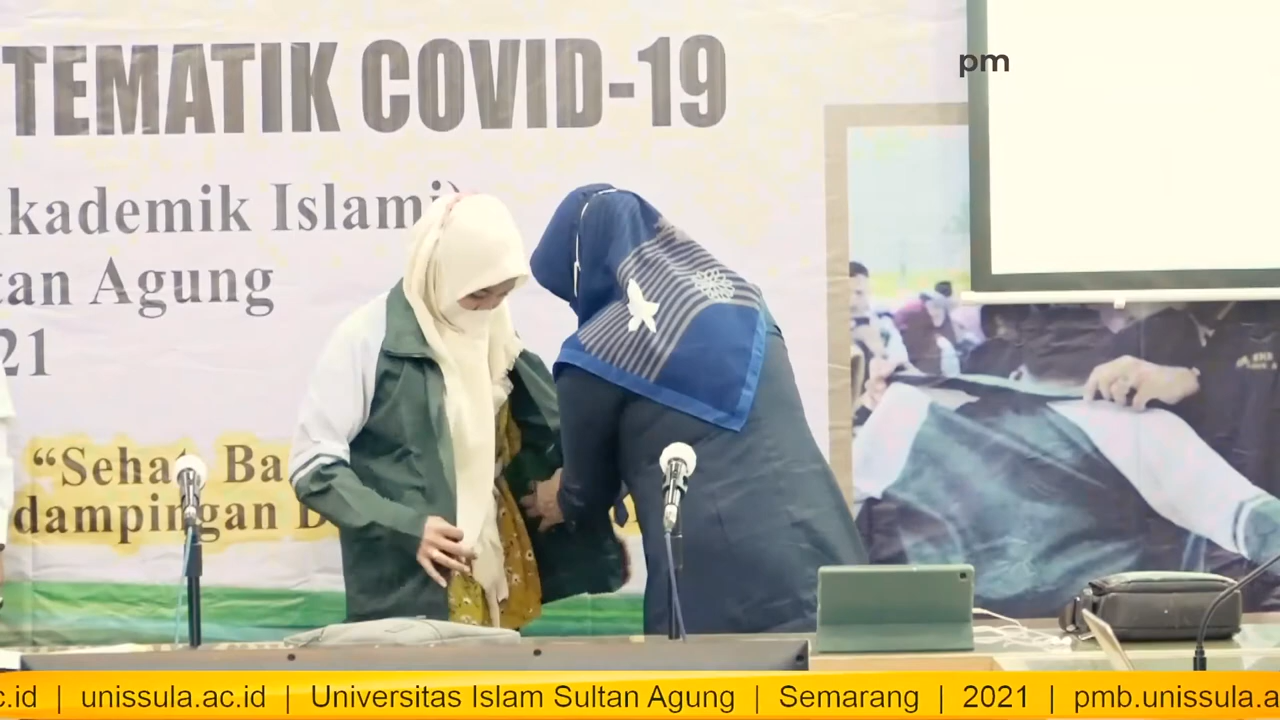 TEMATIK COVID-19
pm
kademik Islami)
tan Agung
21
“Sehat Ba
dampingan
c.id | unissula.ac.id | Universitas Islam Sultan Agung | Semarang | 2021 | pmb.unissula.a